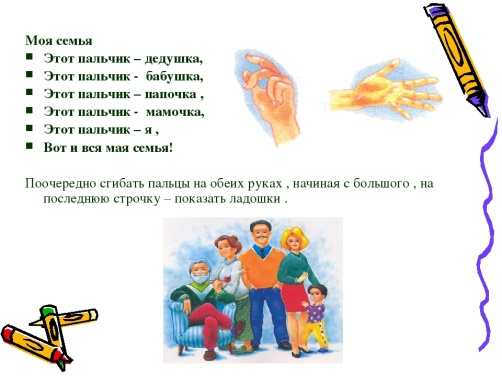 Моя семья
Этот пальчик – дедушка,
Этот пальчик - бабушка,
Этот пальчик – папочка ,
Этот пальчик - мамочка,
Этот пальчик – я ,
Вот и вся мая семья!
Поочередно сгибать пальцы на обеих руках , начиная с большого , на
последнюю строчку – показать ладошки .